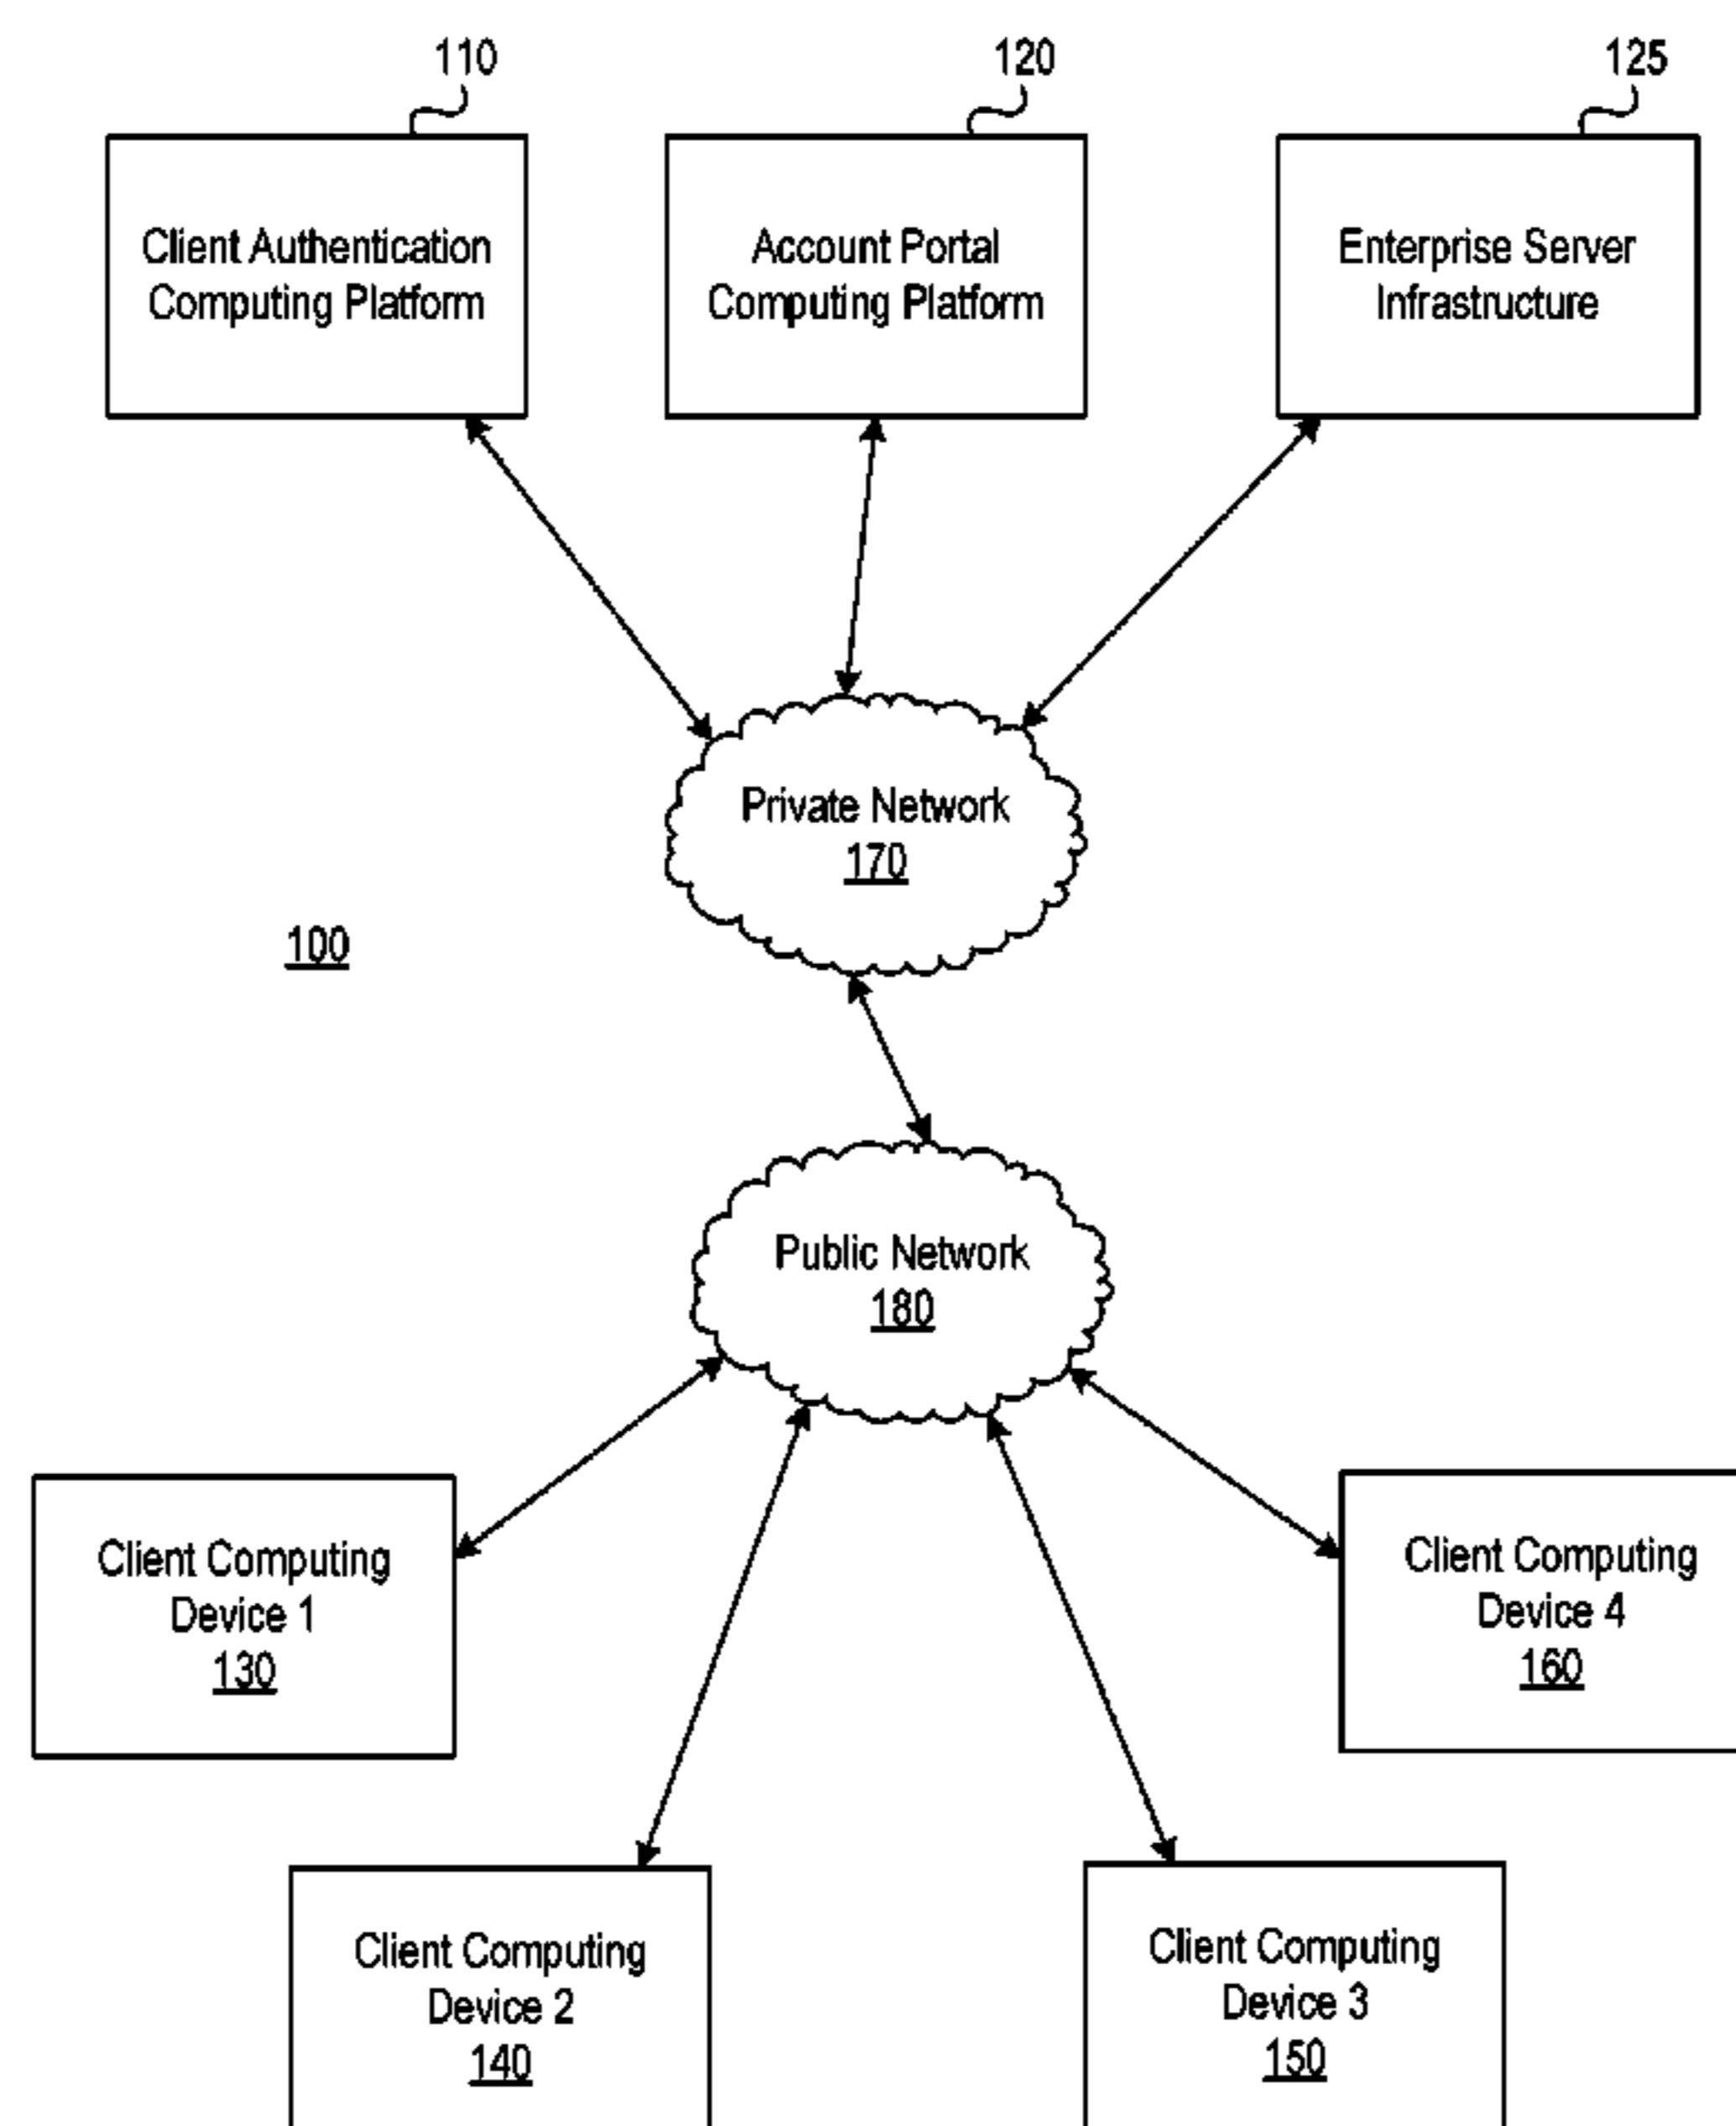 110
120
125
Client Authentication
Computing Platform
Account Portal
Computing Platform
Enterprise Server
Infrastructure
Private Network
170
100
Public Network
180
Client Computing
Device 1
130
Client Computing
Device 4
160
Client Computing
Device 2
140
Client Computing
Device 3
150